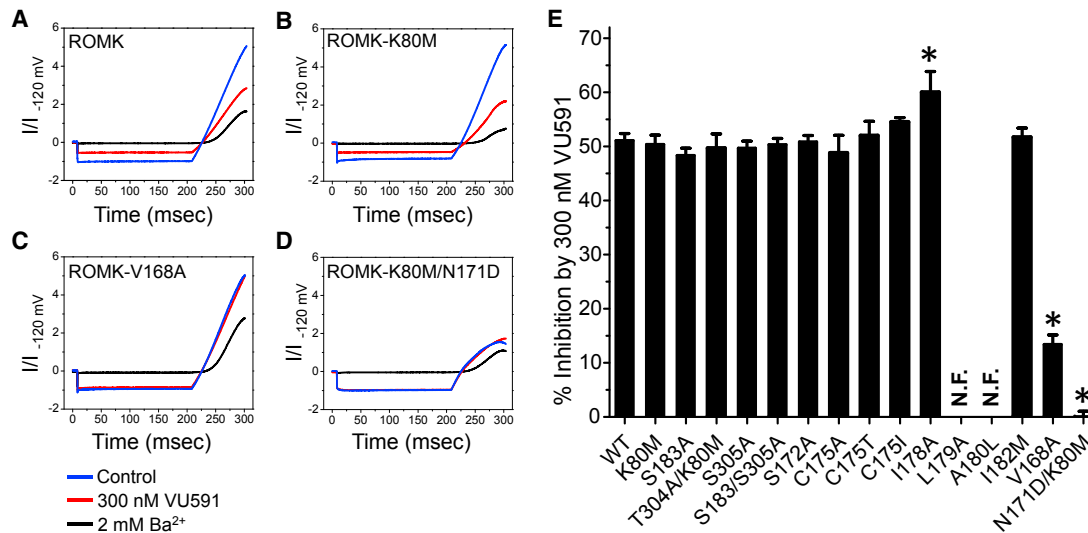 A
ROMK
I/I -120 mV
6
4
2
0
-2
0 50 100 150 200 250 300
Time (msec)
B
ROMK-K80M
I/I -120 mV
6
4
2
0
-2
0 50 100 150 200 250 300
Time (msec)
C
ROMK-V168A
I/I -120 mV
6
4
2
0
-2
0 50 100 150 200 250 300
Time (msec)
D
ROMK-K80M/N171D
I/I -120 mV
6
4
2
0
-2
0 50 100 150 200 250 300
Time (msec)
Control
300 nM VU591
2 mM Ba²⁺
E
% Inhibition by 300 nM VU591
70
60
50
40
30
20
10
0
*
N.F.
N.F.
*
*
WT
K80M
S183A
T304A/K80M
S305A
S183/S305A
S172A
C175A
C175T
C175I
I178A
L179A
A180L
I182M
V168A
N171D/K80M